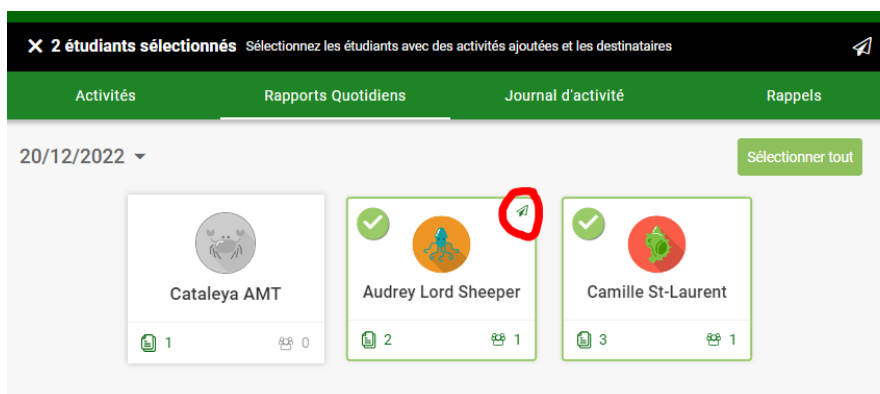 2 étudiants sélectionnés Sélectionnez les étudiants avec des activités ajoutées et les destinataires
Activités Rapports Quotidiens Journal d'activité Rappels
20/12/2022 Sélectionner tout
Cataleya AMT Audrey Lord Sheeper Camille St-Laurent
1 0 2 1 3 1